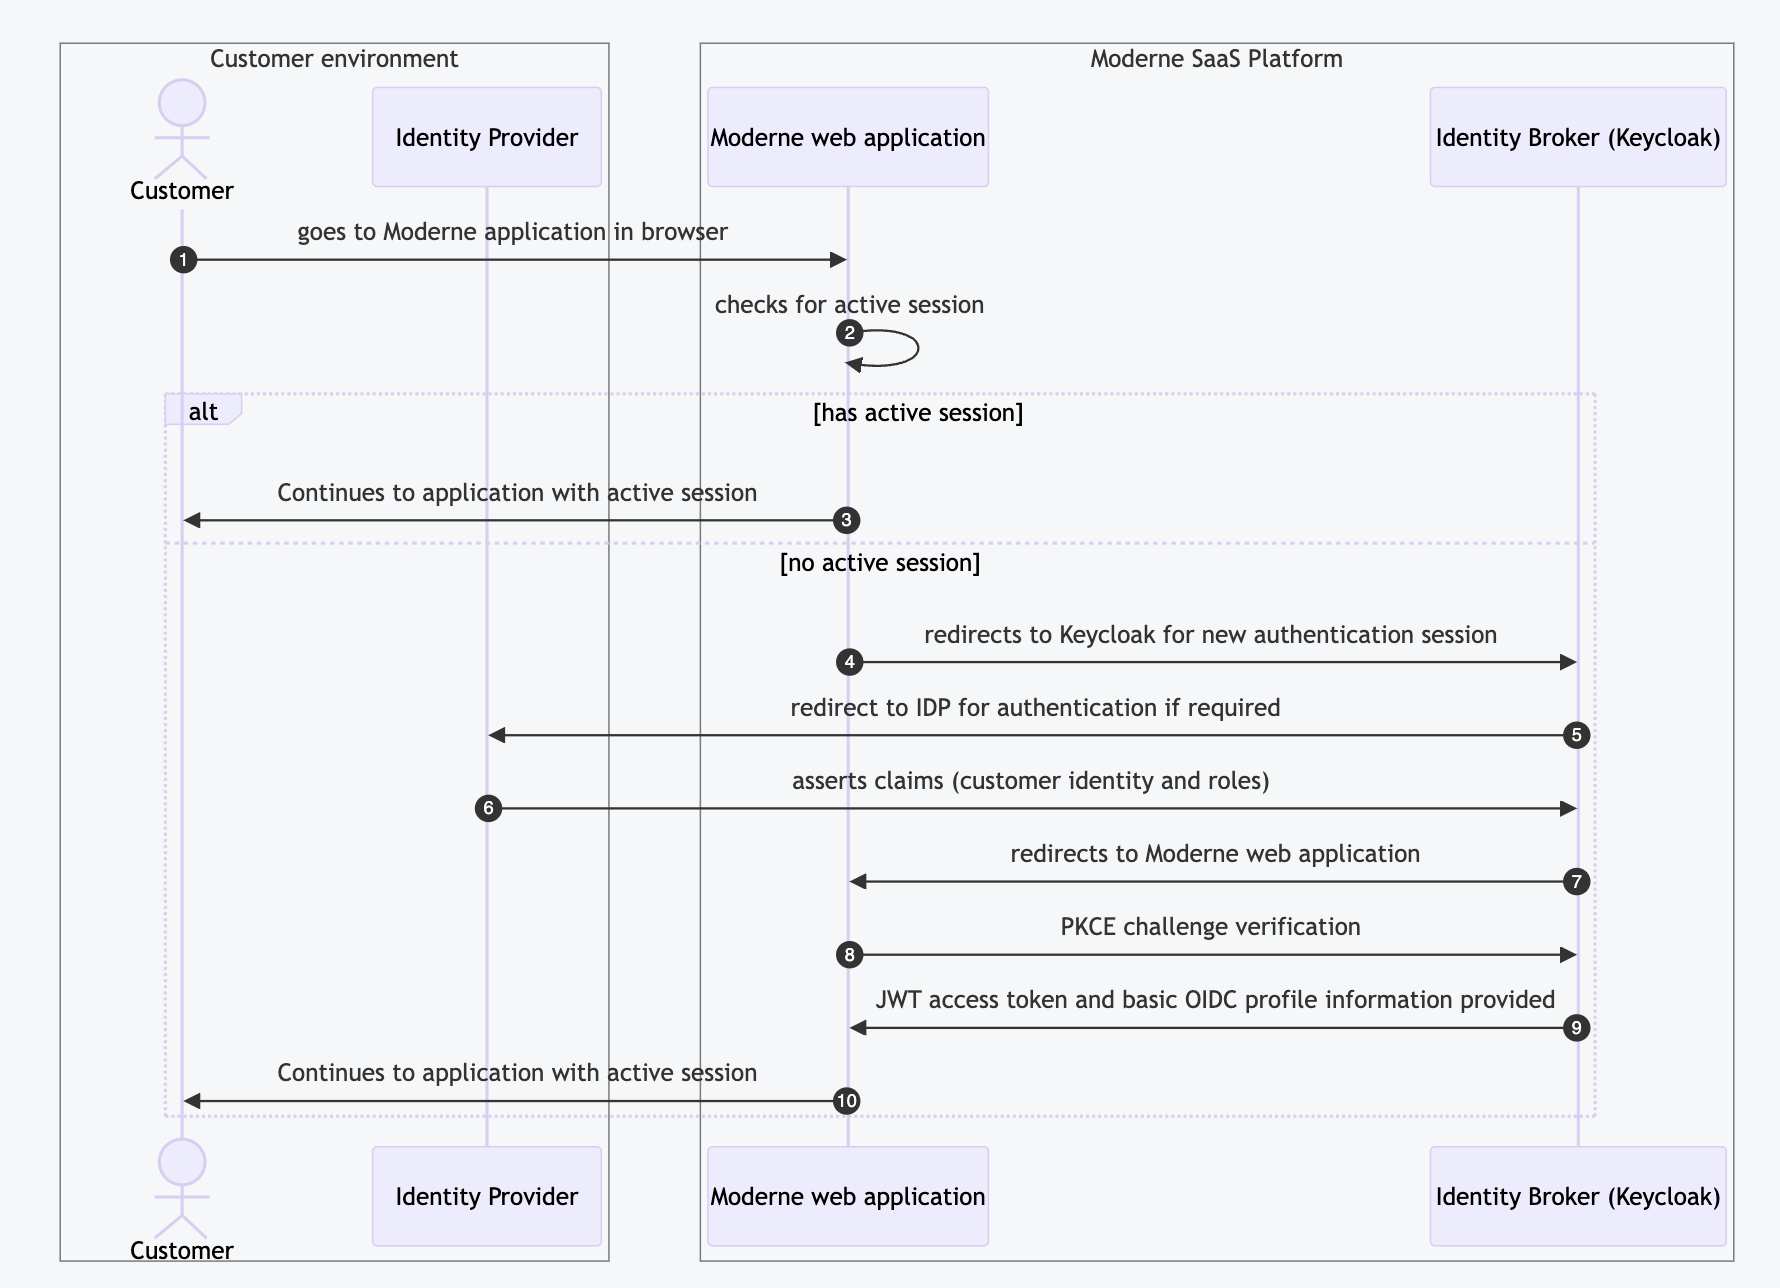 Customer environment
Moderne SaaS Platform
Customer
Identity Provider
Moderne web application
Identity Broker (Keycloak)
goes to Moderne application in browser
1
checks for active session
2
alt
[has active session]
Continues to application with active session
3
[no active session]
redirects to Keycloak for new authentication session
4
redirect to IDP for authentication if required
5
asserts claims (customer identity and roles)
6
redirects to Moderne web application
7
PKCE challenge verification
8
JWT access token and basic OIDC profile information provided
9
Continues to application with active session
10
Customer
Identity Provider
Moderne web application
Identity Broker (Keycloak)